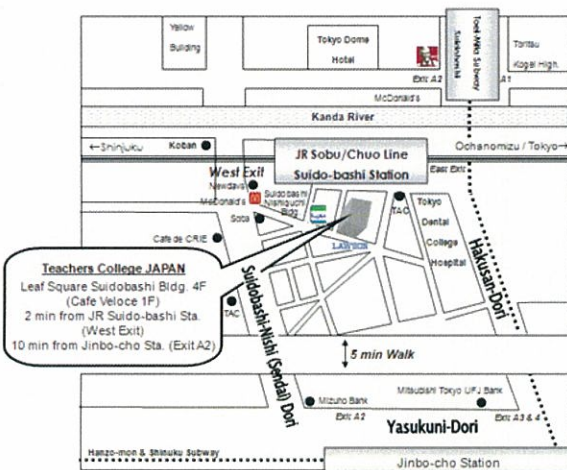 Yellow
Building
Tokyo Dome
Hotel
KFC
Exit A2
Toei-Mita Subway
Suidobashi
A1
Toritsu
Kogei High.
McDonald's
Kanda River
←Shinjuku
Koban
JR Sobu/Chuo Line
Suido-bashi Station
Ochanomizu / Tokyo→
East Exit
West Exit
Newdays
McDonald's
Suidobashi
Nishiguchi
Bldg
Soba
TAC
Tokyo
Dental
College
Hospital
Hakusan-Dori
LAWSON
Cafe de CRIE
Teachers College JAPAN
Leaf Square Suidobashi Bldg. 4F
(Cafe Veloce 1F)
2 min from JR Suido-bashi Sta.
(West Exit)
10 min from Jinbo-cho Sta. (Exit A2)
TAC
Suidobashi-Nishi (Sendai) Dori
5 min Walk
Mizuho Bank
Exit A2
Mitsubishi Tokyo UFJ Bank
Exit A3 & 4
Yasukuni-Dori
Hanzo-mon & Shinjuku Subway
Jinbo-cho Station